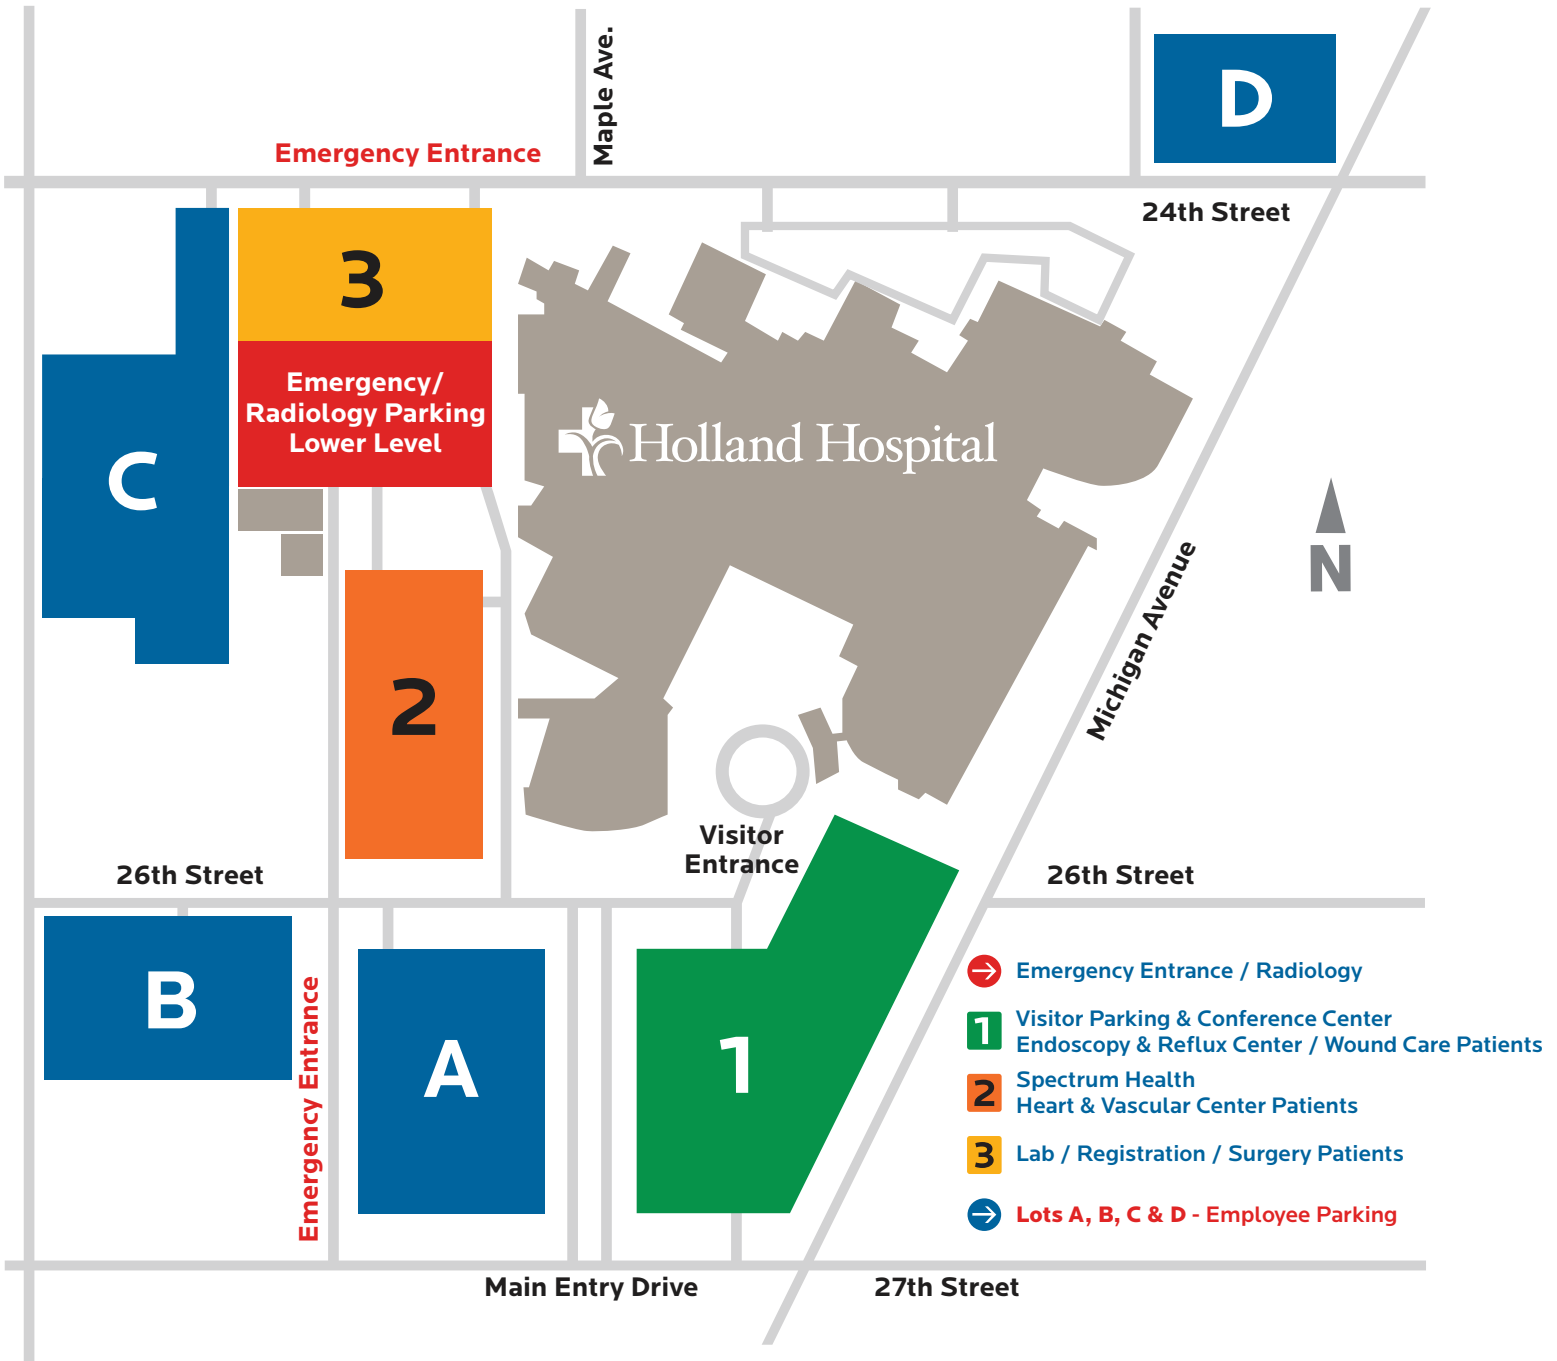 Maple Ave.
D
Emergency Entrance
24th Street
3
Emergency/
Radiology Parking
Lower Level
Holland Hospital
C
N
Michigan Avenue
2
Visitor
Entrance
26th Street
26th Street
B
Emergency Entrance
A
1
Emergency Entrance / Radiology
1
Visitor Parking & Conference Center
Endoscopy & Reflux Center / Wound Care Patients
2
Spectrum Health
Heart & Vascular Center Patients
3
Lab / Registration / Surgery Patients
Lots A, B, C & D - Employee Parking
Main Entry Drive
27th Street